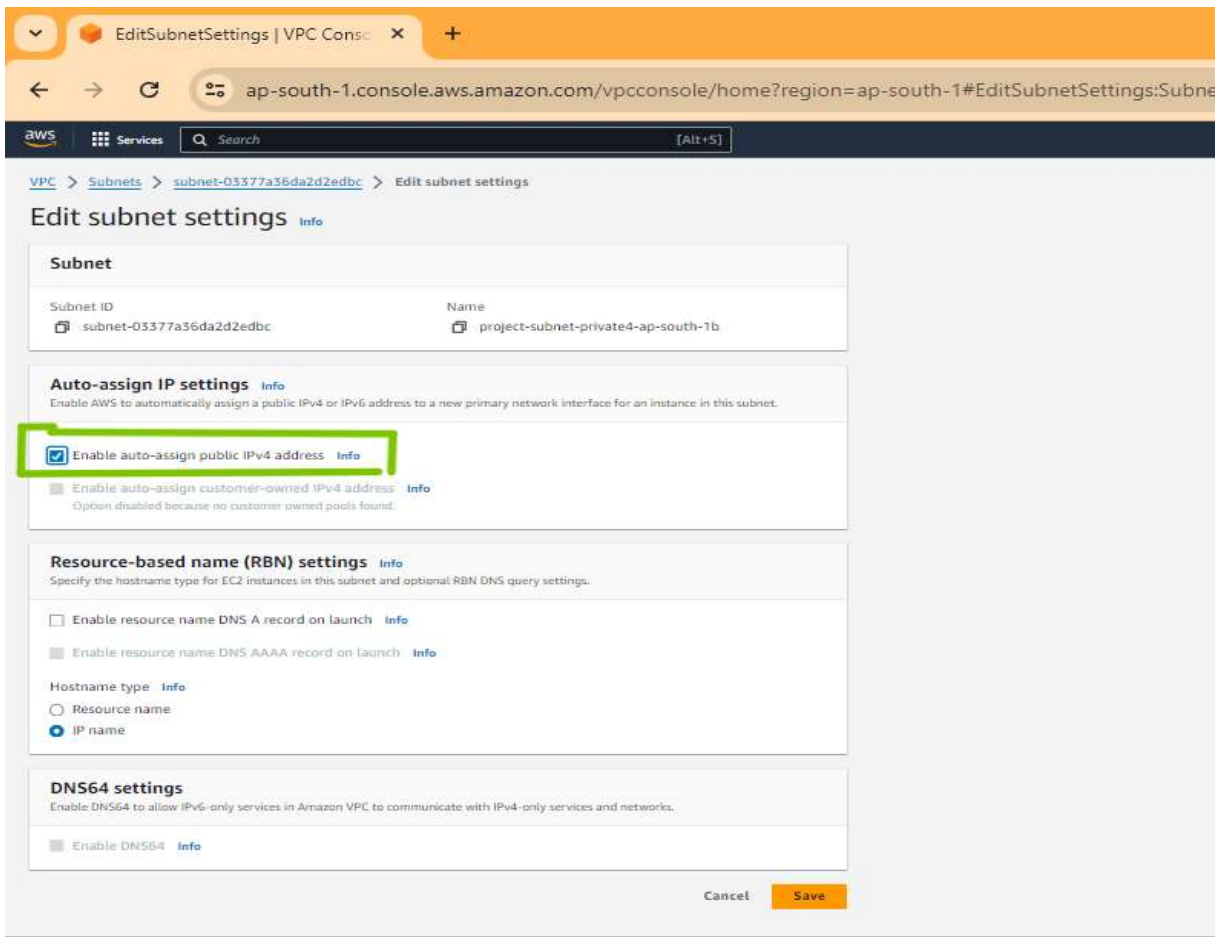 EditSubnetSettings | VPC Consc
ap-south-1.console.aws.amazon.com/vpcconsole/home?region=ap-south-1#EditSubnetSettings:Subne
aws Services Search [Alt+S]
VPC > Subnets > subnet-03377a36da2d2edbc > Edit subnet settings
Edit subnet settings Info
Subnet
Subnet ID Name
subnet-03377a36da2d2edbc project-subnet-private4-ap-south-1b
Auto-assign IP settings Info
Enable AWS to automatically assign a public IPv4 or IPv6 address to a new primary network interface for an instance in this subnet.
Enable auto-assign public IPv4 address Info
Enable auto-assign customer-owned IPv4 address Info
Option disabled because no customer owned pools found.
Resource-based name (RBN) settings Info
Specify the hostname type for EC2 instances in this subnet and optional RBN DNS query settings.
Enable resource name DNS A record on launch Info
Enable resource name DNS AAAA record on launch Info
Hostname type Info
Resource name
IP name
DNS64 settings
Enable DNS64 to allow IPv6-only services in Amazon VPC to communicate with IPv4-only services and networks.
Enable DNS64 Info
Cancel Save